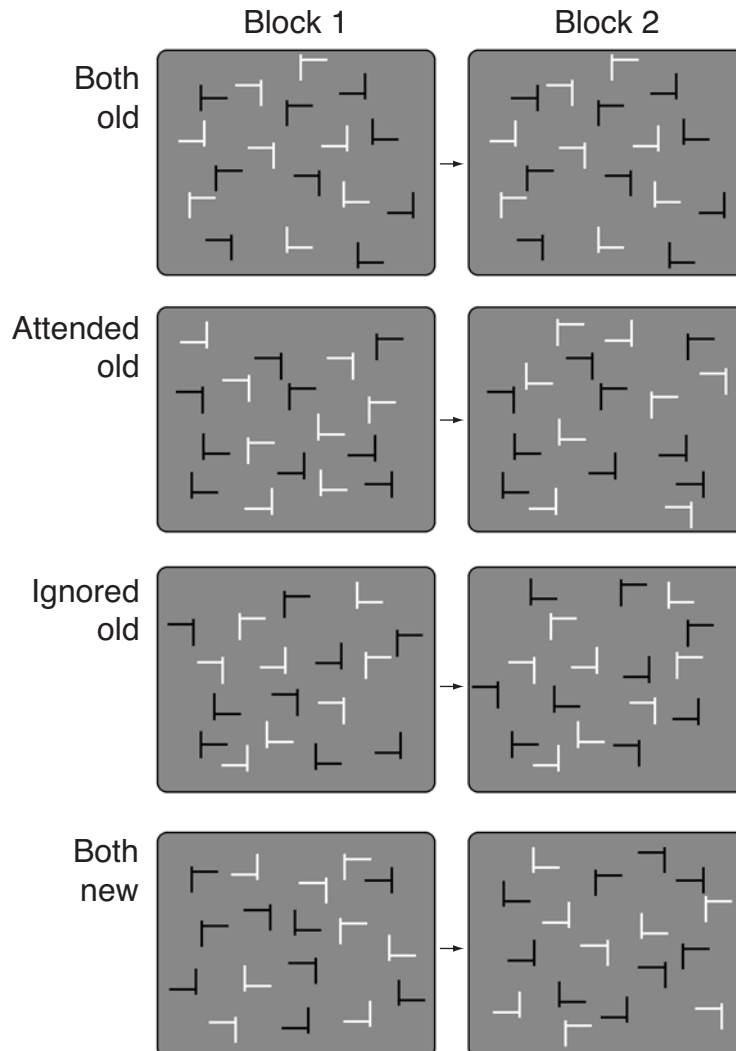 Block 1
Block 2
Both
old
Attended
old
Ignored
old
Both
new